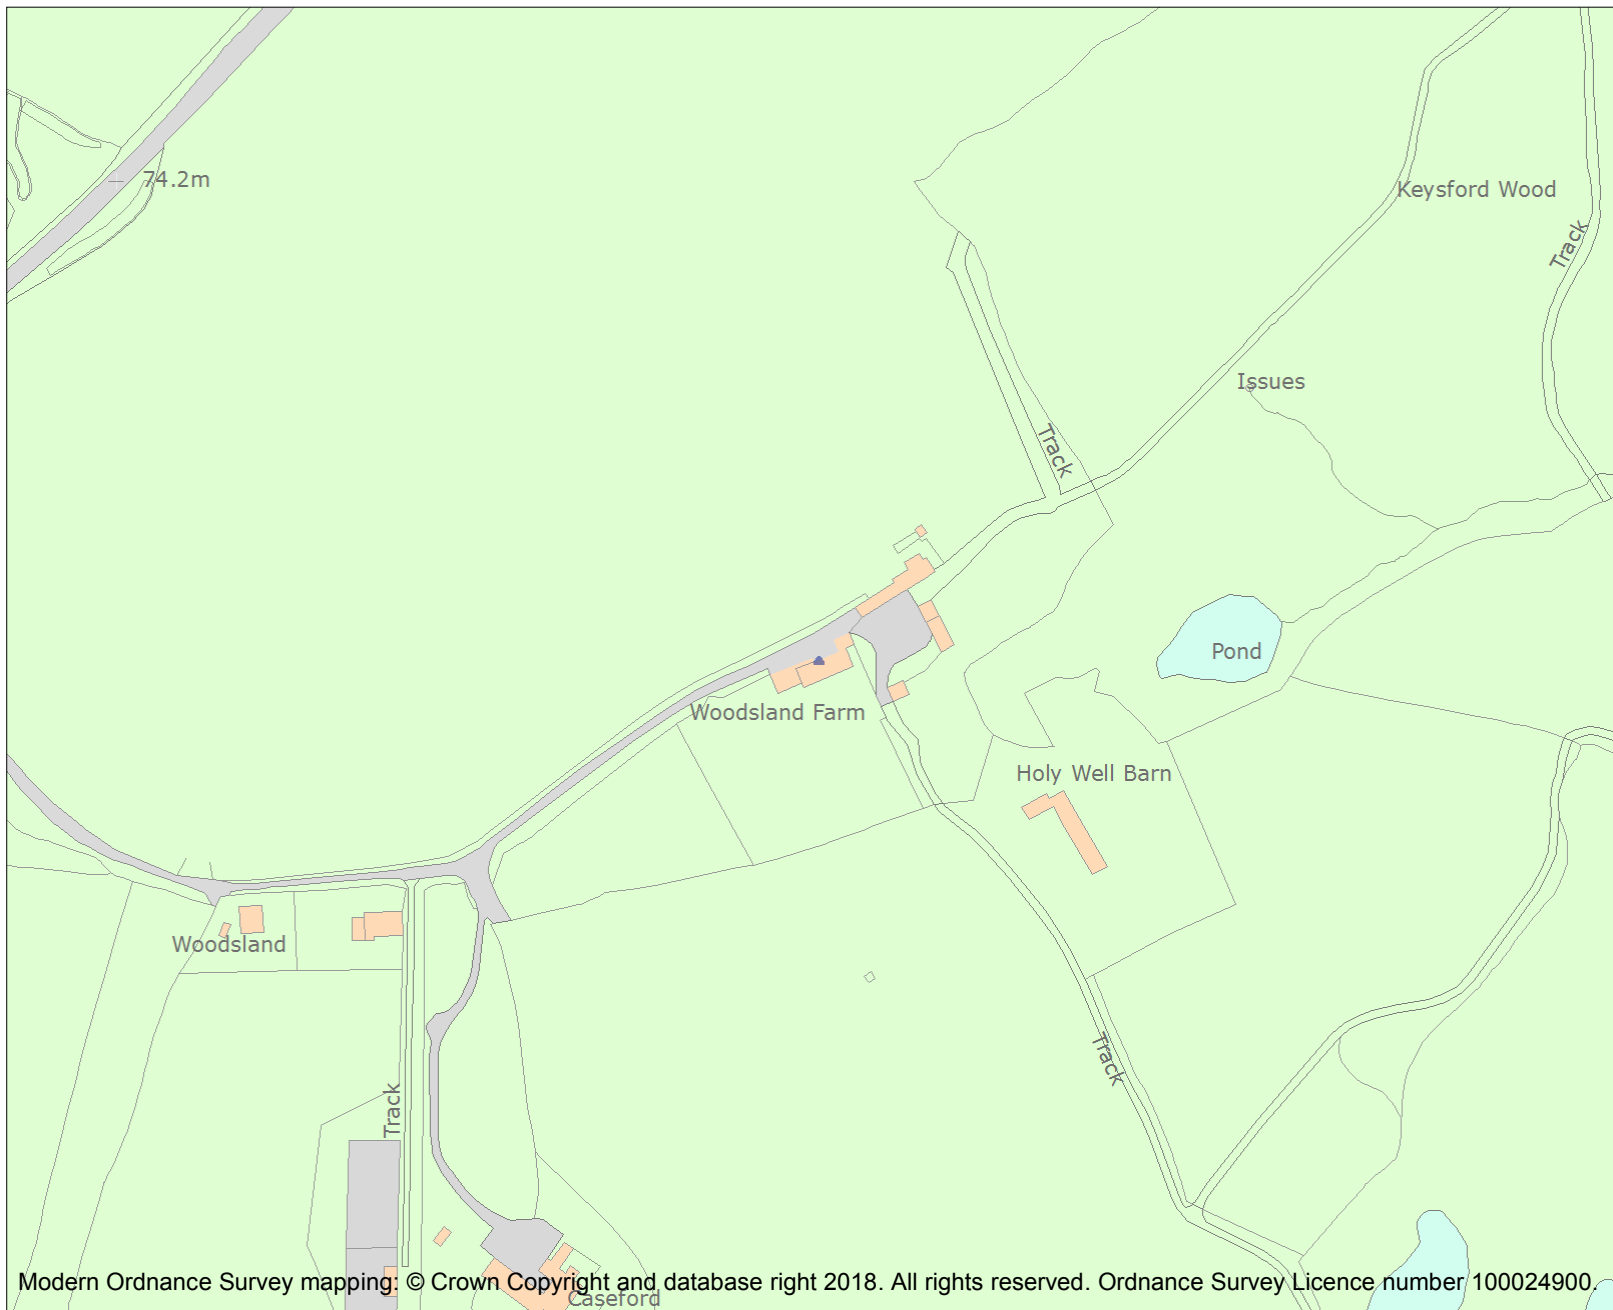 74.2m
Keysford Wood
Track
Issues
Track
Pond
Woodsland Farm
Holy Well Barn
Woodsland
Track
Track
Modern Ordnance Survey mapping: © Crown Copyright and database right 2018. All rights reserved. Ordnance Survey Licence number 100024900.
Caseford